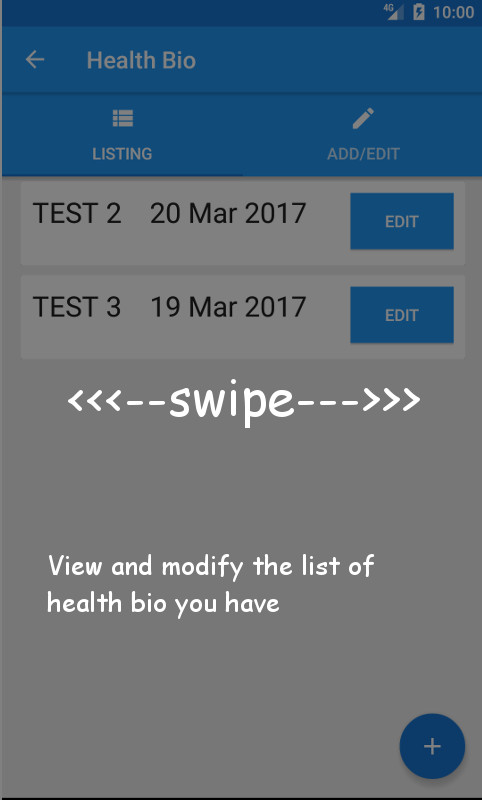 4G 10:00
Health Bio
LISTING ADD/EDIT
TEST 2 20 Mar 2017 EDIT
TEST 3 19 Mar 2017 EDIT
<<<--swipe--->>>
View and modify the list of
health bio you have